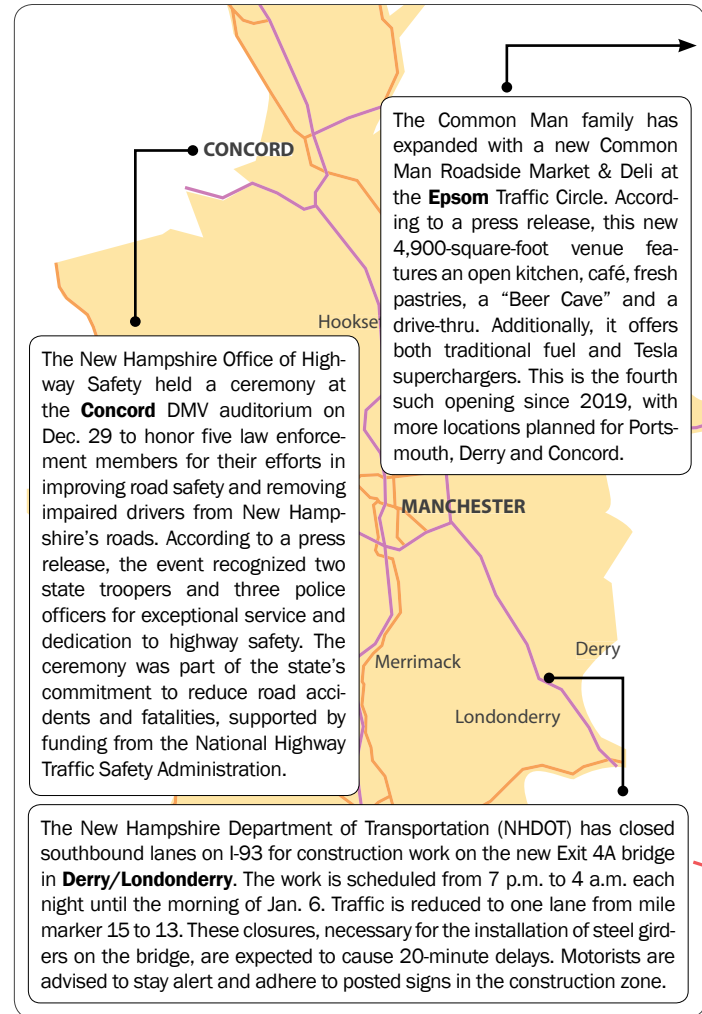 CONCORD
The Common Man family has
expanded with a new Common
Man Roadside Market & Deli at
the Epsom Traffic Circle. Accord-
ing to a press release, this new
4,900-square-foot venue fea-
tures an open kitchen, café, fresh
pastries, a “Beer Cave” and a
drive-thru. Additionally, it offers
both traditional fuel and Tesla
superchargers. This is the fourth
such opening since 2019, with
more locations planned for Ports-
mouth, Derry and Concord.
Hookset
The New Hampshire Office of High-
way Safety held a ceremony at
the Concord DMV auditorium on
Dec. 29 to honor five law enforce-
ment members for their efforts in
improving road safety and removing
impaired drivers from New Hamp-
shire’s roads. According to a press
release, the event recognized two
state troopers and three police
officers for exceptional service and
dedication to highway safety. The
ceremony was part of the state’s
commitment to reduce road acci-
dents and fatalities, supported by
funding from the National Highway
Traffic Safety Administration.
MANCHESTER
Merrimack
Derry
Londonderry
The New Hampshire Department of Transportation (NHDOT) has closed
southbound lanes on I-93 for construction work on the new Exit 4A bridge
in Derry/Londonderry. The work is scheduled from 7 p.m. to 4 a.m. each
night until the morning of Jan. 6. Traffic is reduced to one lane from mile
marker 15 to 13. These closures, necessary for the installation of steel gird-
ers on the bridge, are expected to cause 20-minute delays. Motorists are
advised to stay alert and adhere to posted signs in the construction zone.